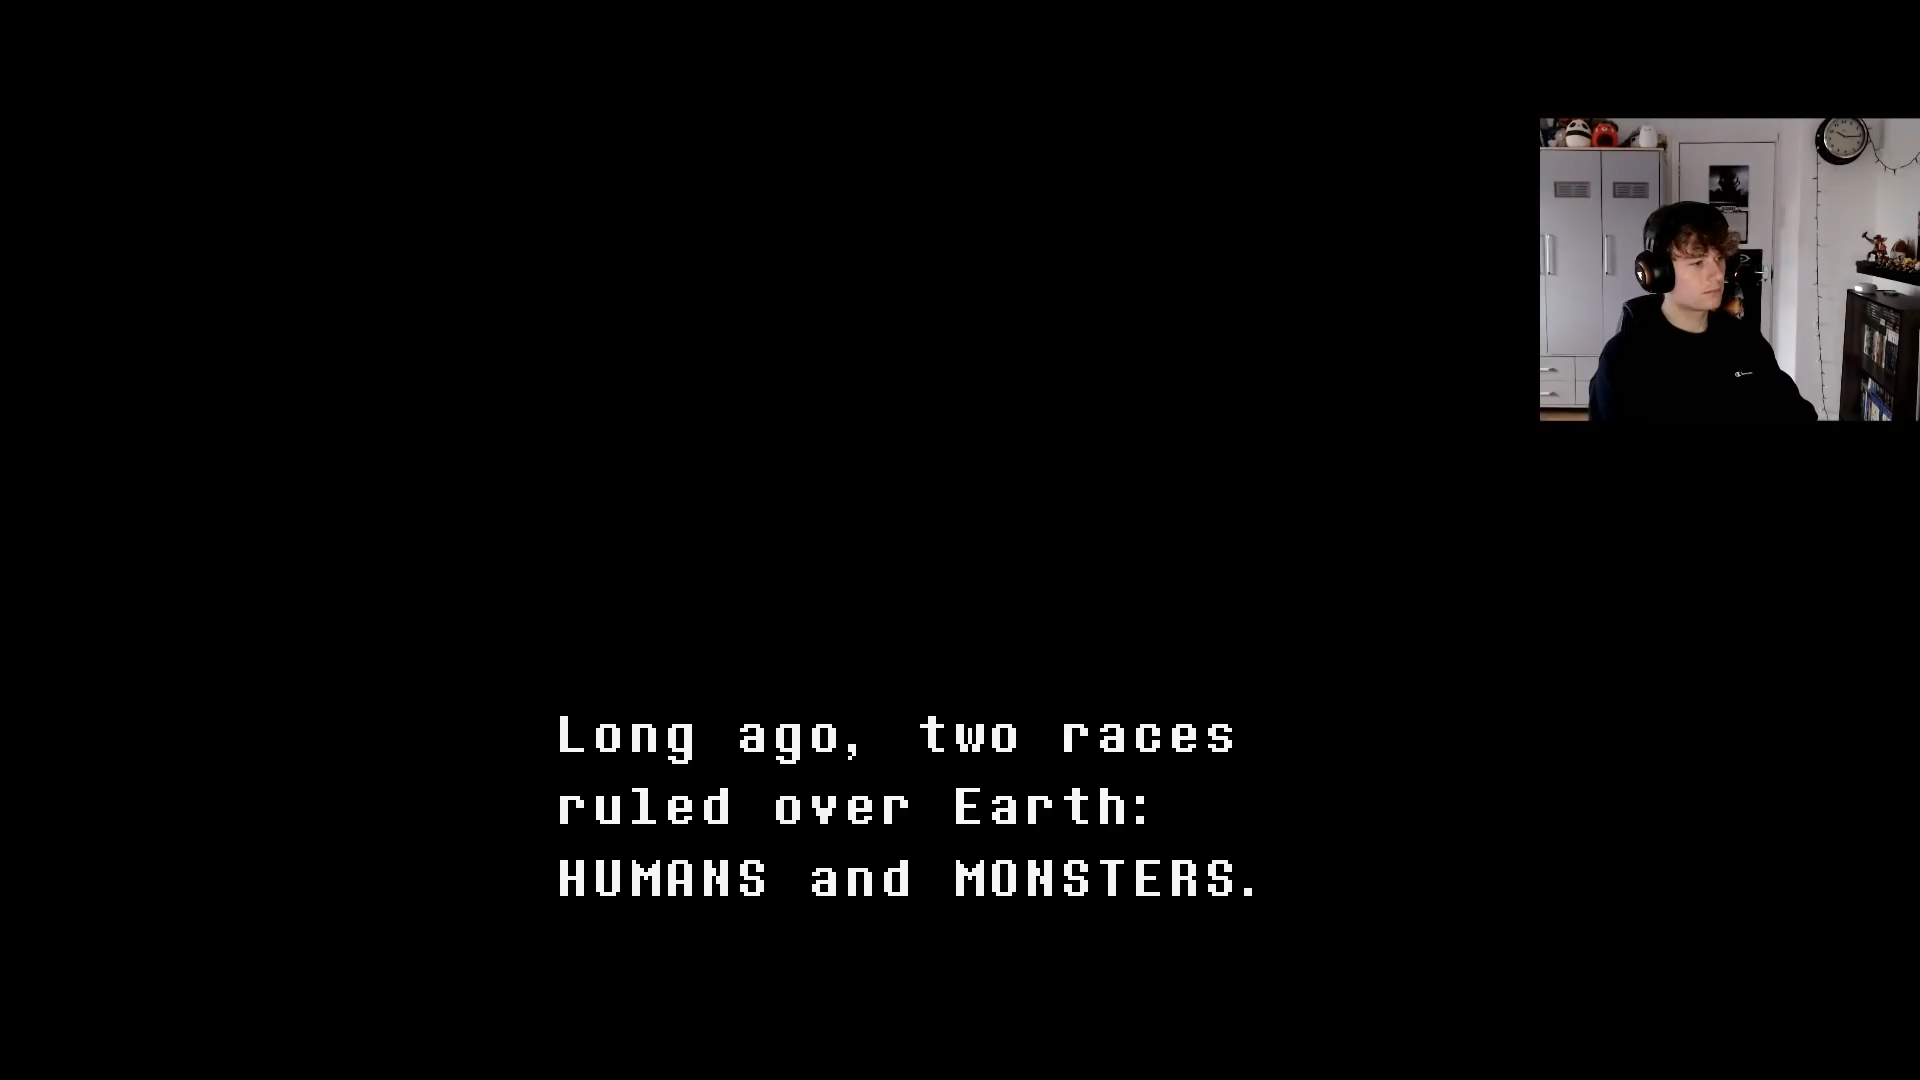 Long ago, two races
ruled over Earth:
HUMANS and MONSTERS.